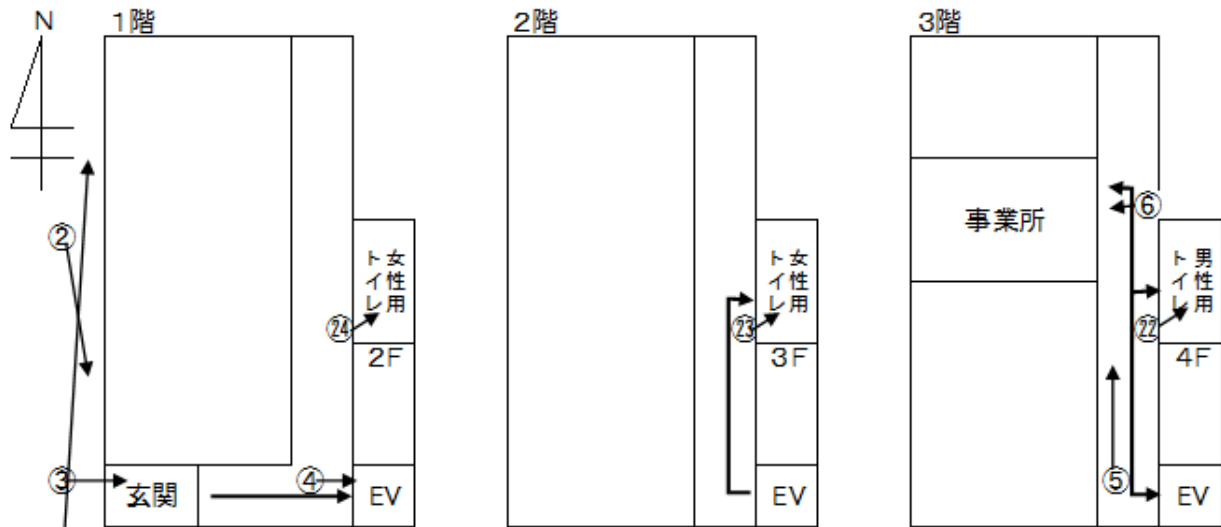 N
1階
②
③
玄関
④
EV
㉔
女性用
トイレ
2F
2階
㉓
女性用
トイレ
3F
EV
3階
事業所
⑥
㉒
男性用
トイレ
4F
⑤
EV